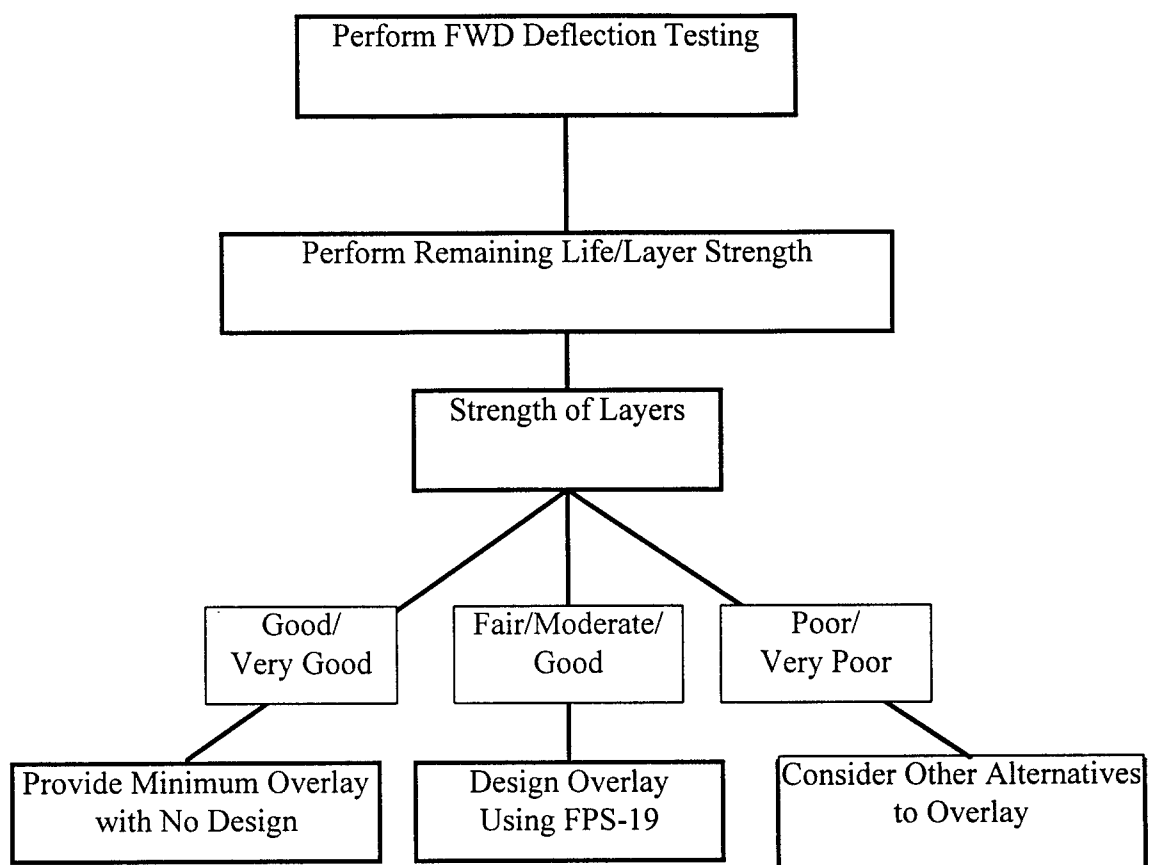 Perform FWD Deflection Testing
Perform Remaining Life/Layer Strength
Strength of Layers
Good/
Very Good
Fair/Moderate/
Good
Poor/
Very Poor
Provide Minimum Overlay
with No Design
Design Overlay
Using FPS-19
Consider Other Alternatives
to Overlay